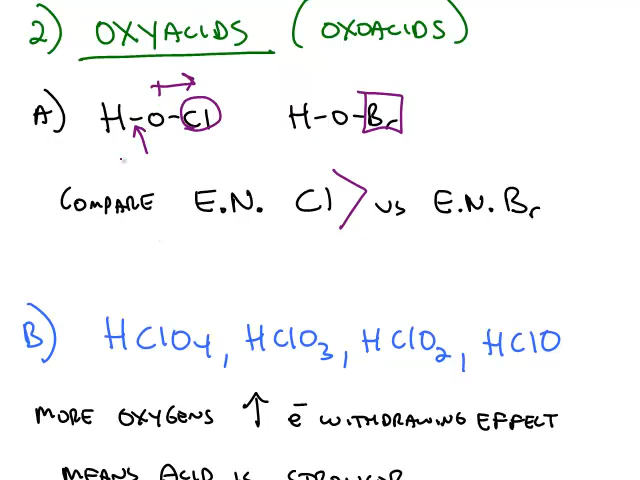 2) OXYACIDS (OXOACIDS)
A) H-O-Cl H-O-Br
COMPARE E.N. Cl > vs E.N. Br
B) HClO4, HClO3, HClO2, HClO
MORE OXYGENS ↑ e- WITHDRAWING EFFECT
MEANS ACID IS STRONGER